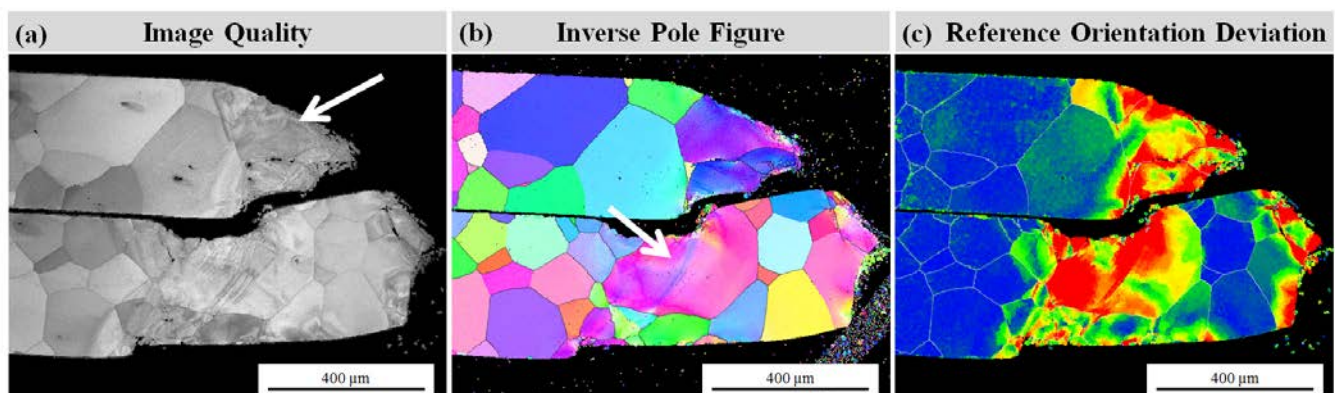 (a) Image Quality
(b) Inverse Pole Figure
(c) Reference Orientation Deviation
400 μm
400 μm
400 μm